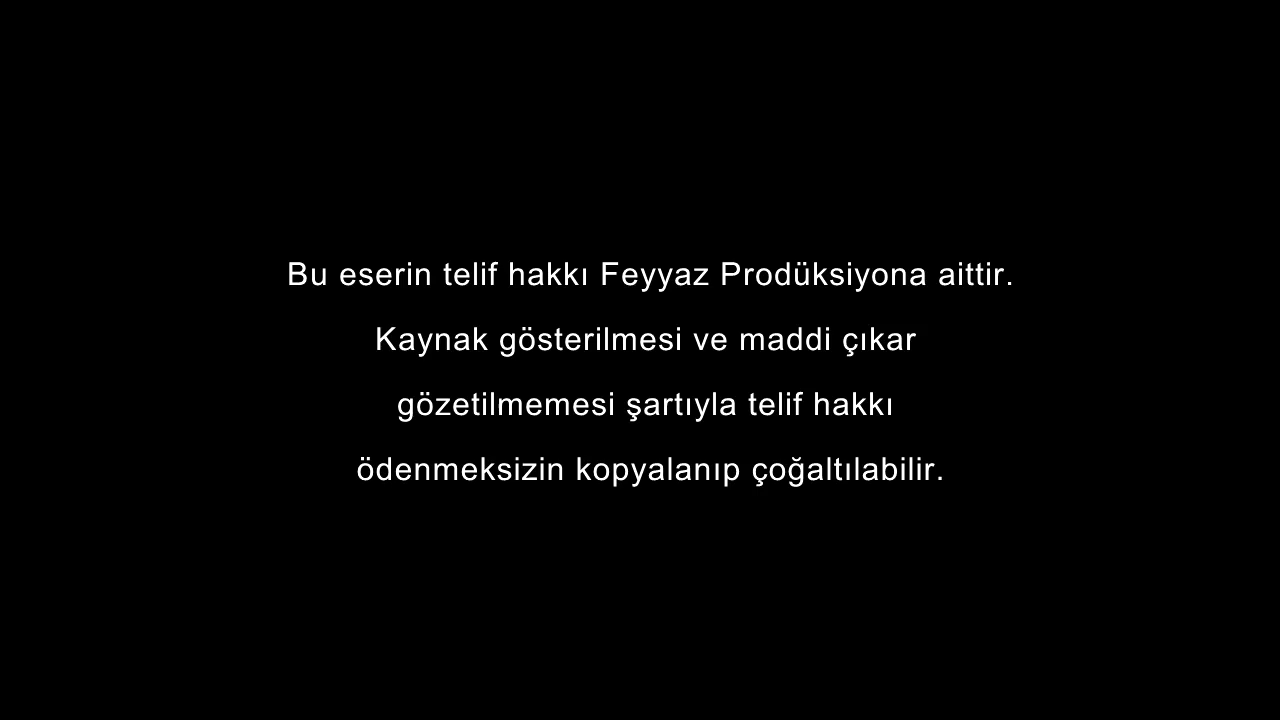 Bu eserin telif hakkı Feyyaz Prodüksiyona aittir.
Kaynak gösterilmesi ve maddi çıkar
gözetilmemesi şartıyla telif hakkı
ödenmeksizin kopyalanıp çoğaltılabilir.